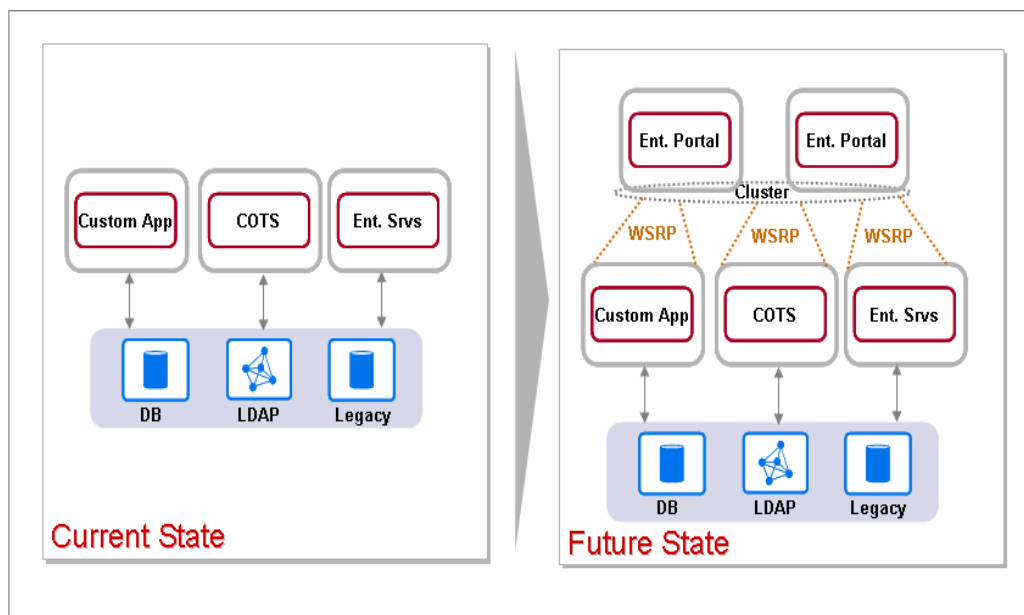 Custom App
COTS
Ent. Srvs
DB
LDAP
Legacy
Current State
Ent. Portal
Ent. Portal
Cluster
WSRP
WSRP
WSRP
Custom App
COTS
Ent. Srvs
DB
LDAP
Legacy
Future State